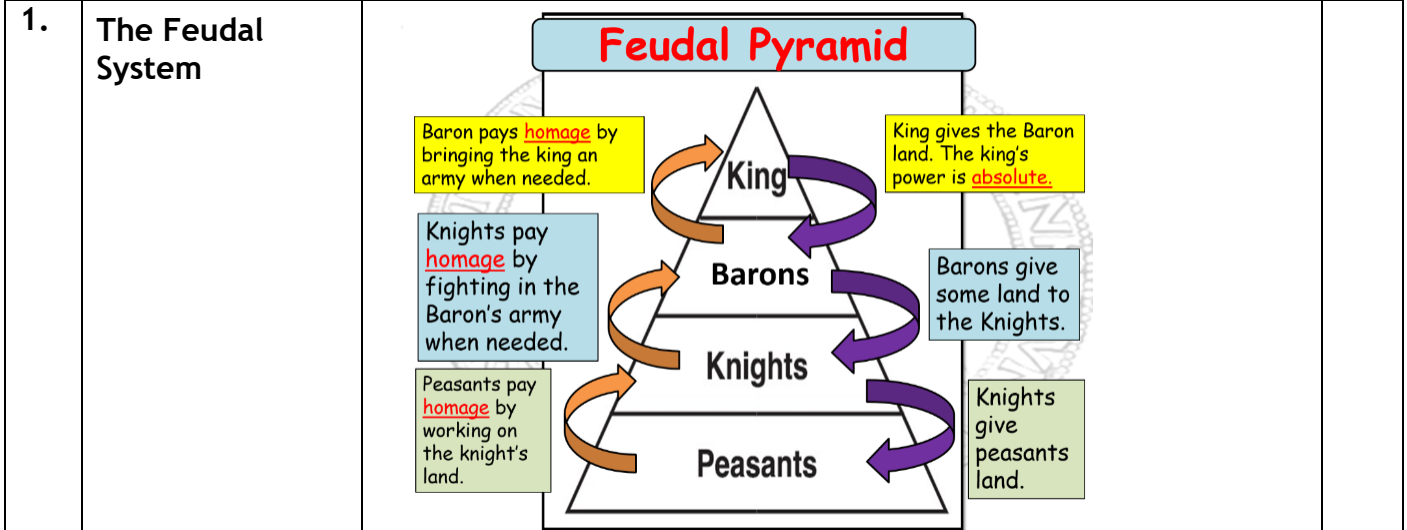 1.
The Feudal
System
Feudal Pyramid
Baron pays homage by
bringing the king an
army when needed.
King gives the Baron
land. The king's
power is absolute.
King
Knights pay
homage by
fighting in the
Baron's army
when needed.
Barons
Barons give
some land to
the Knights.
Knights
Peasants pay
homage by
working on
the knight's
land.
Knights
give
peasants
land.
Peasants